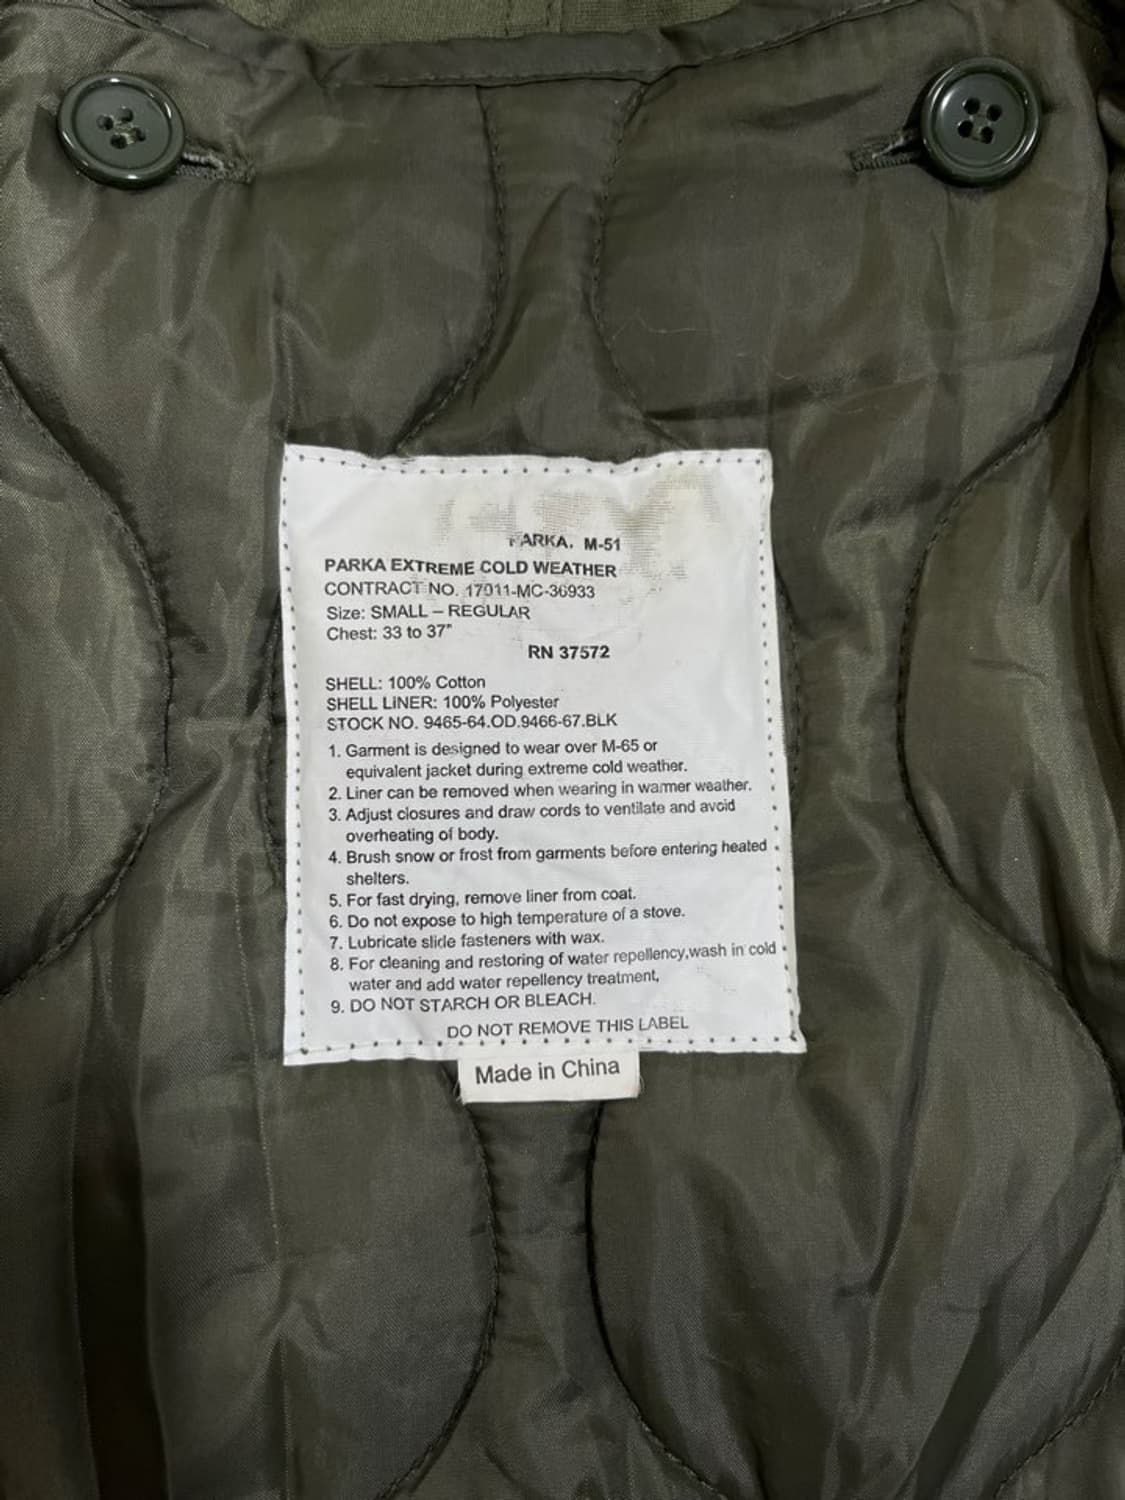 PARKA, M-51
PARKA EXTREME COLD WEATHER
CONTRACT NO. 17011-MC-36933
Size: SMALL – REGULAR
Chest: 33 to 37"
RN 37572
SHELL: 100% Cotton
SHELL LINER: 100% Polyester
STOCK NO. 9465-64.OD.9466-67.BLK
1. Garment is designed to wear over M-65 or
equivalent jacket during extreme cold weather.
2. Liner can be removed when wearing in warmer weather.
3. Adjust closures and draw cords to ventilate and avoid
overheating of body.
4. Brush snow or frost from garments before entering heated
shelters.
5. For fast drying, remove liner from coat.
6. Do not expose to high temperature of a stove.
7. Lubricate slide fasteners with wax.
8. For cleaning and restoring of water repellency,wash in cold
water and add water repellency treatment,
9. DO NOT STARCH OR BLEACH.
DO NOT REMOVE THIS LABEL
Made in China